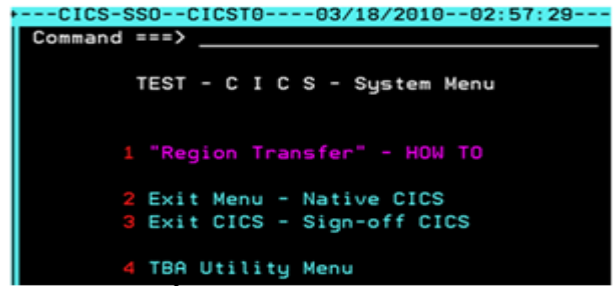 +---CICS-SSO--CICST0----03/18/2010--02:57:29---
Command ===> ____________________
TEST - C I C S - System Menu
1 "Region Transfer" - HOW TO
2 Exit Menu - Native CICS
3 Exit CICS - Sign-off CICS
4 TBA Utility Menu